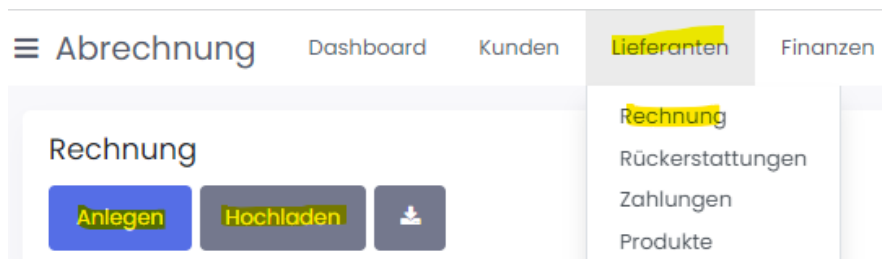 Abrechnung Dashboard Kunden Lieferanten Finanzen
Rechnung
Rechnung
Rückerstattungen
Anlegen Hochladen
Zahlungen
Produkte